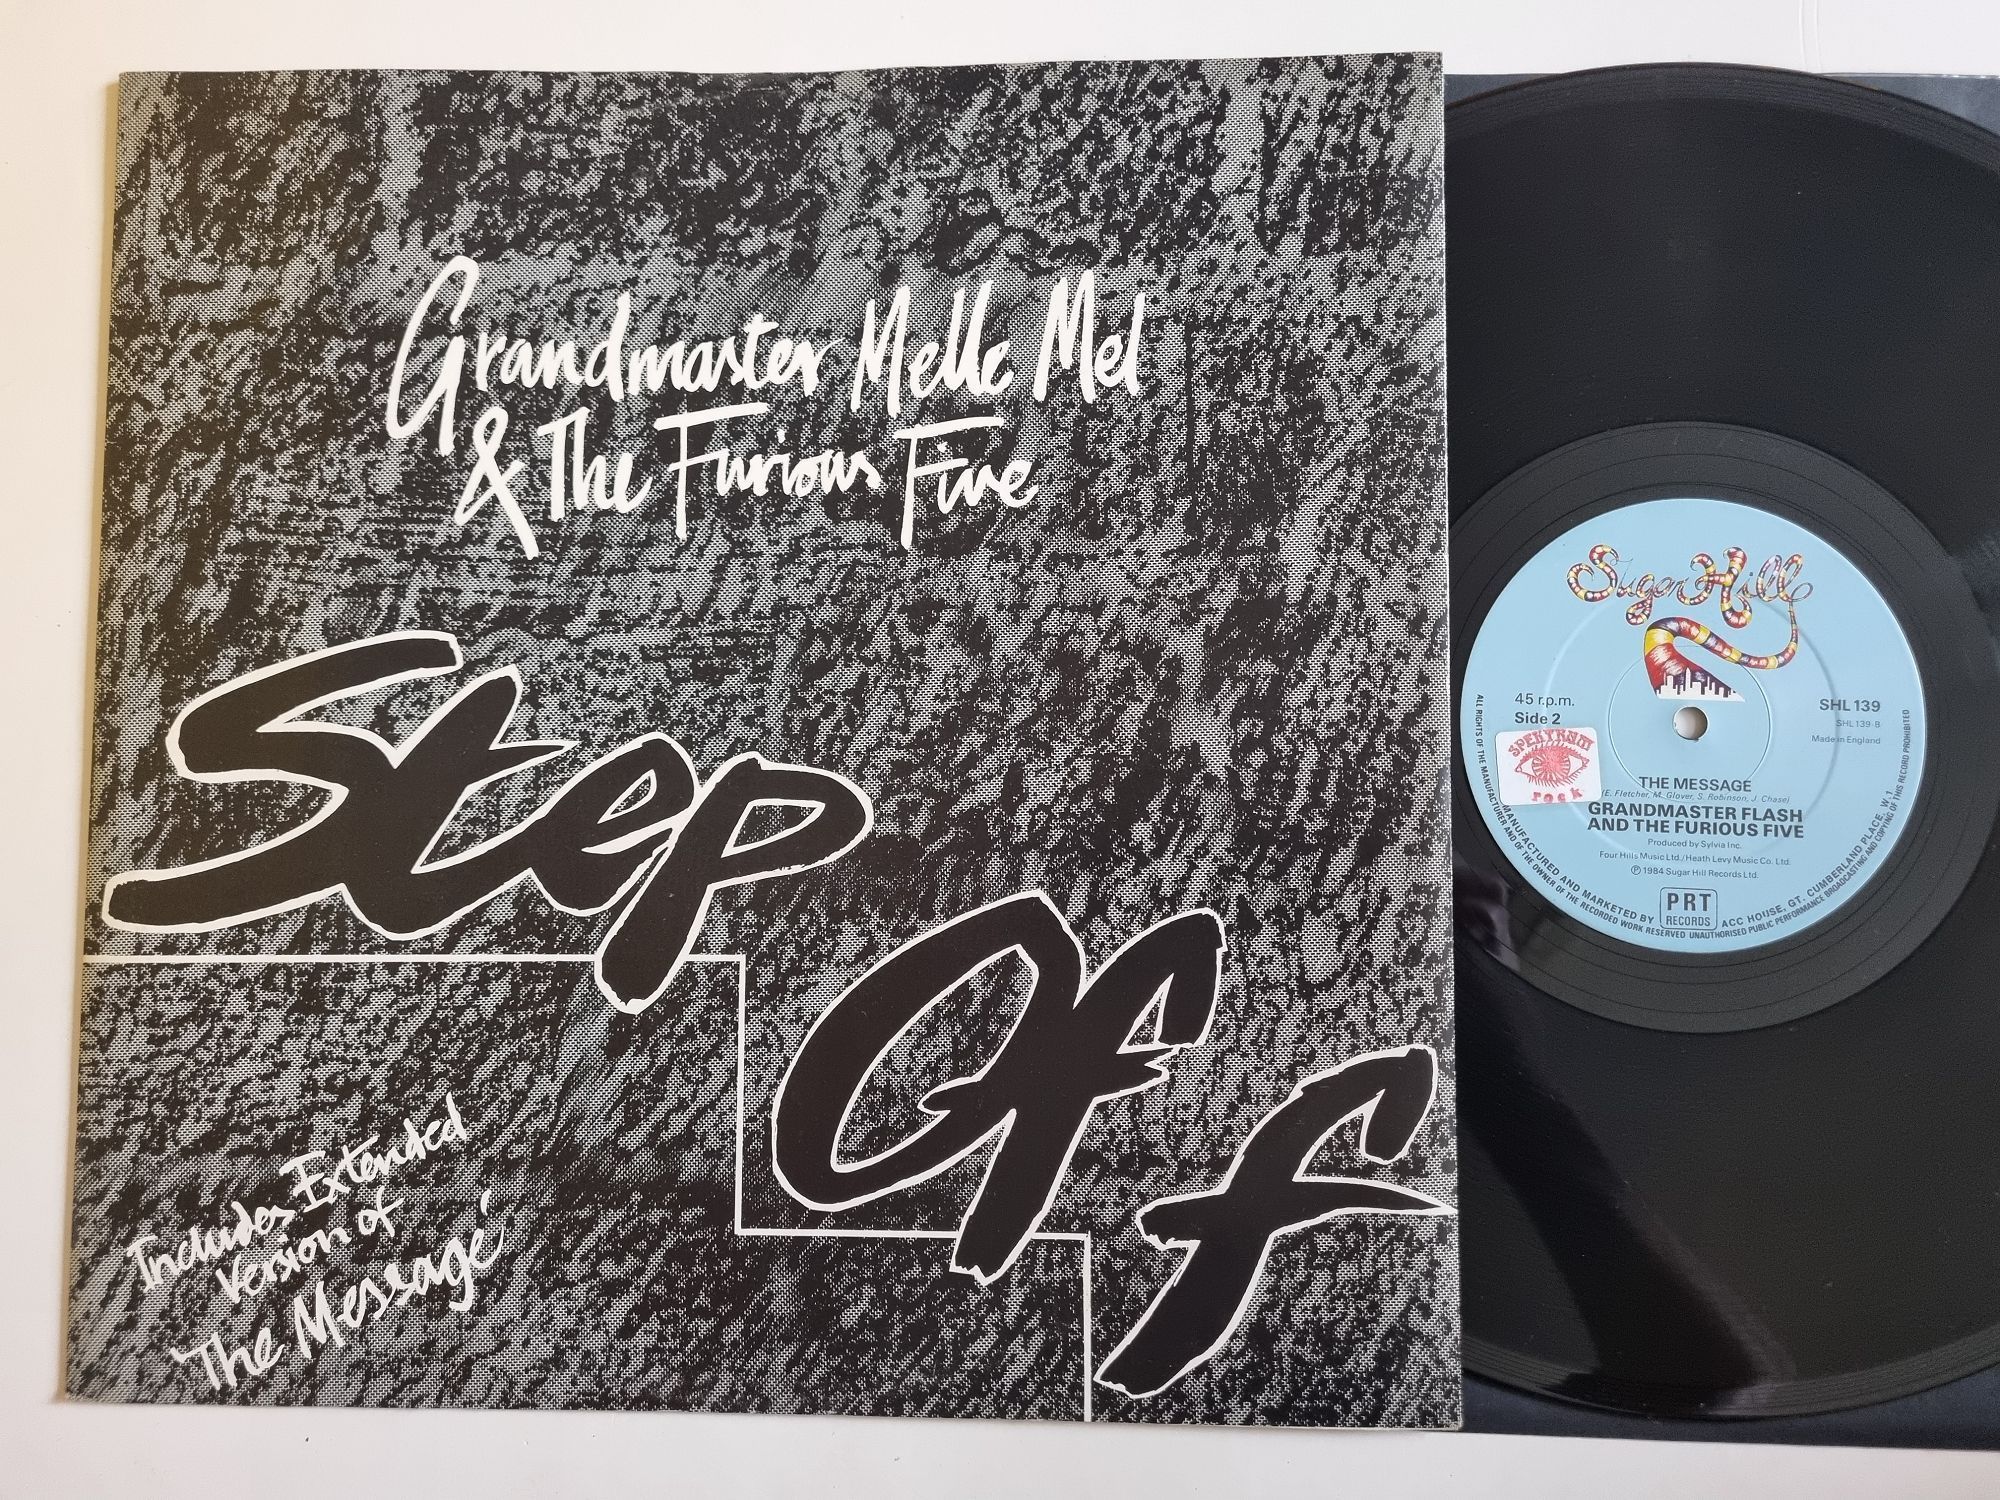 Grandmaster Melle Mel
& The Furious Five
Step
Off
Includes Extended
Version of
'The Message'
Sugar Hill
45 r.p.m.
Side 2
SHL 139
SHL 139-B
Made in England
SPEKTRUM
rock
THE MESSAGE
(E. Fletcher, M. Glover, S. Robinson, J. Chase)
GRANDMASTER FLASH
AND THE FURIOUS FIVE
Produced by Sylvia Inc.
Four Hills Music Ltd./Heath Levy Music Co. Ltd.
Ⓟ 1984 Sugar Hill Records Ltd.
MANUFACTURED AND MARKETED BY PRT RECORDS ACC HOUSE, GT. CUMBERLAND PLACE, W.1.
ALL RIGHTS OF THE MANUFACTURER AND OF THE OWNER OF THE RECORDED WORK RESERVED UNAUTHORISED PUBLIC PERFORMANCE BROADCASTING AND COPYING OF THIS RECORD PROHIBITED